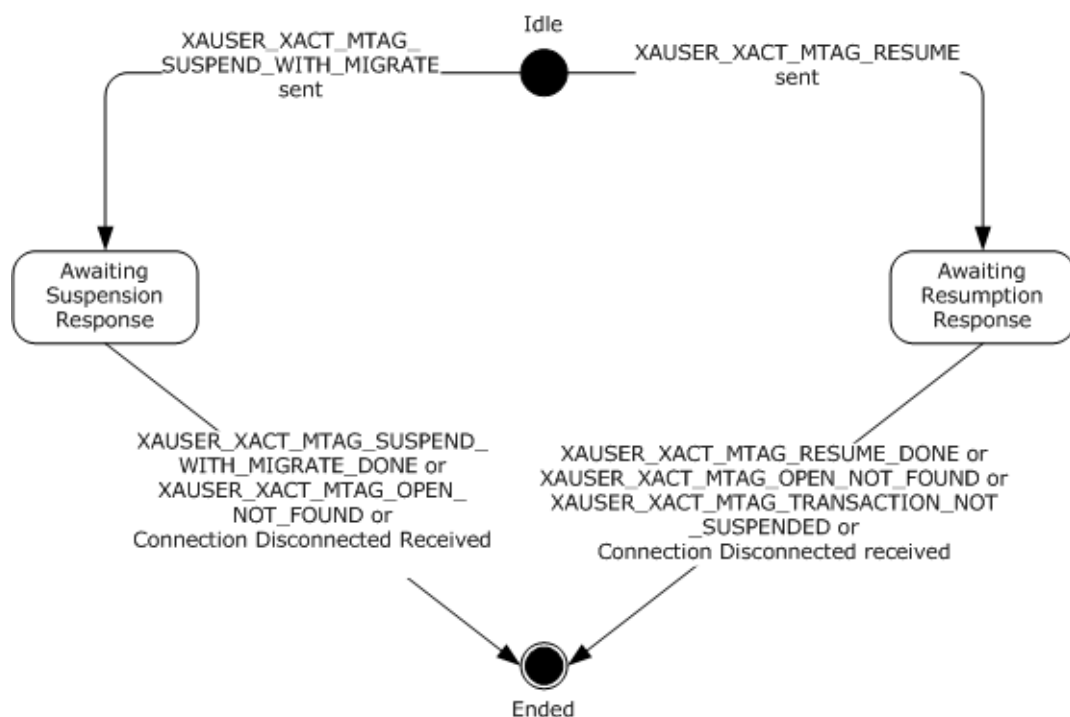 Idle
XAUSER_XACT_MTAG_
SUSPEND_WITH_MIGRATE
sent
XAUSER_XACT_MTAG_RESUME
sent
Awaiting
Suspension
Response
Awaiting
Resumption
Response
XAUSER_XACT_MTAG_SUSPEND_
WITH_MIGRATE_DONE or
XAUSER_XACT_MTAG_OPEN_
NOT_FOUND or
Connection Disconnected Received
XAUSER_XACT_MTAG_RESUME_DONE or
XAUSER_XACT_MTAG_OPEN_NOT_FOUND or
XAUSER_XACT_MTAG_TRANSACTION_NOT
_SUSPENDED or
Connection Disconnected received
Ended